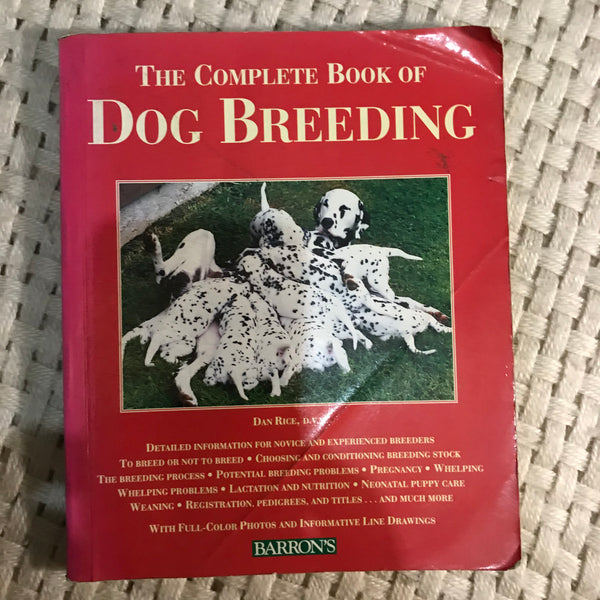 THE COMPLETE BOOK OF
DOG BREEDING
DAN RICE, D.V.
DETAILED INFORMATION FOR NOVICE AND EXPERIENCED BREEDERS
TO BREED OR NOT TO BREED • CHOOSING AND CONDITIONING BREEDING STOCK
THE BREEDING PROCESS • POTENTIAL BREEDING PROBLEMS • PREGNANCY • WHELPING
WHELPING PROBLEMS • LACTATION AND NUTRITION • NEONATAL PUPPY CARE
WEANING • REGISTRATION, PEDIGREES, AND TITLES . . . AND MUCH MORE
WITH FULL-COLOR PHOTOS AND INFORMATIVE LINE DRAWINGS
BARRON'S